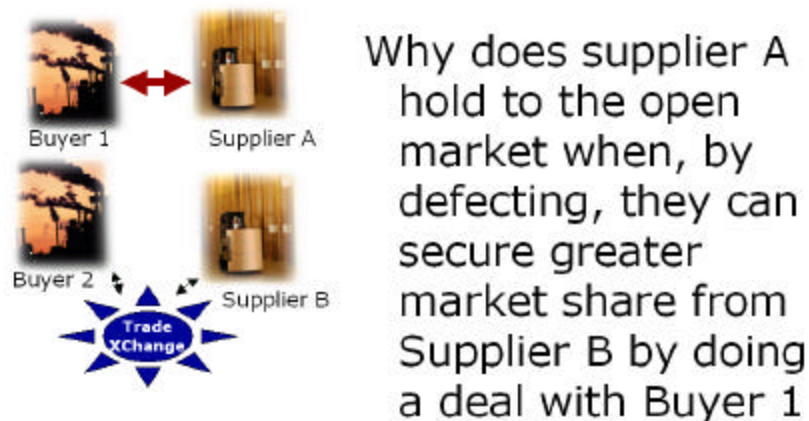 Buyer 1
Supplier A
Buyer 2
Supplier B
Trade
XChange
Why does supplier A
hold to the open
market when, by
defecting, they can
secure greater
market share from
Supplier B by doing
a deal with Buyer 1